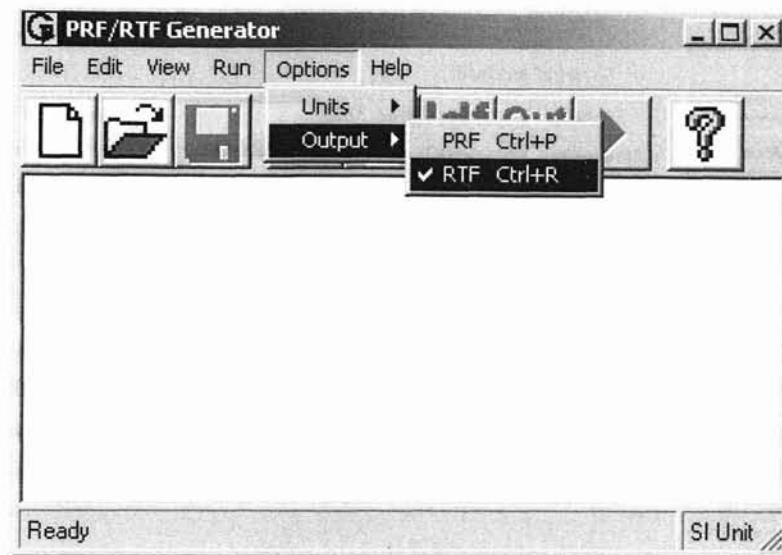 PRF/RTF Generator
File Edit View Run Options Help
Units
Output
PRF Ctrl+P
✓ RTF Ctrl+R
Ready
SI Unit